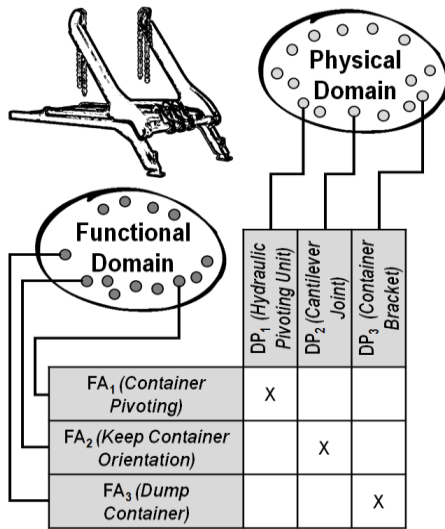 Physical
Domain
Functional
Domain
DP1 (Hydraulic
Pivoting Unit)
DP2 (Cantilever
Joint)
DP3 (Container
Bracket)
FA1 (Container
Pivoting)
X
FA2 (Keep Container
Orientation)
X
FA3 (Dump
Container)
X